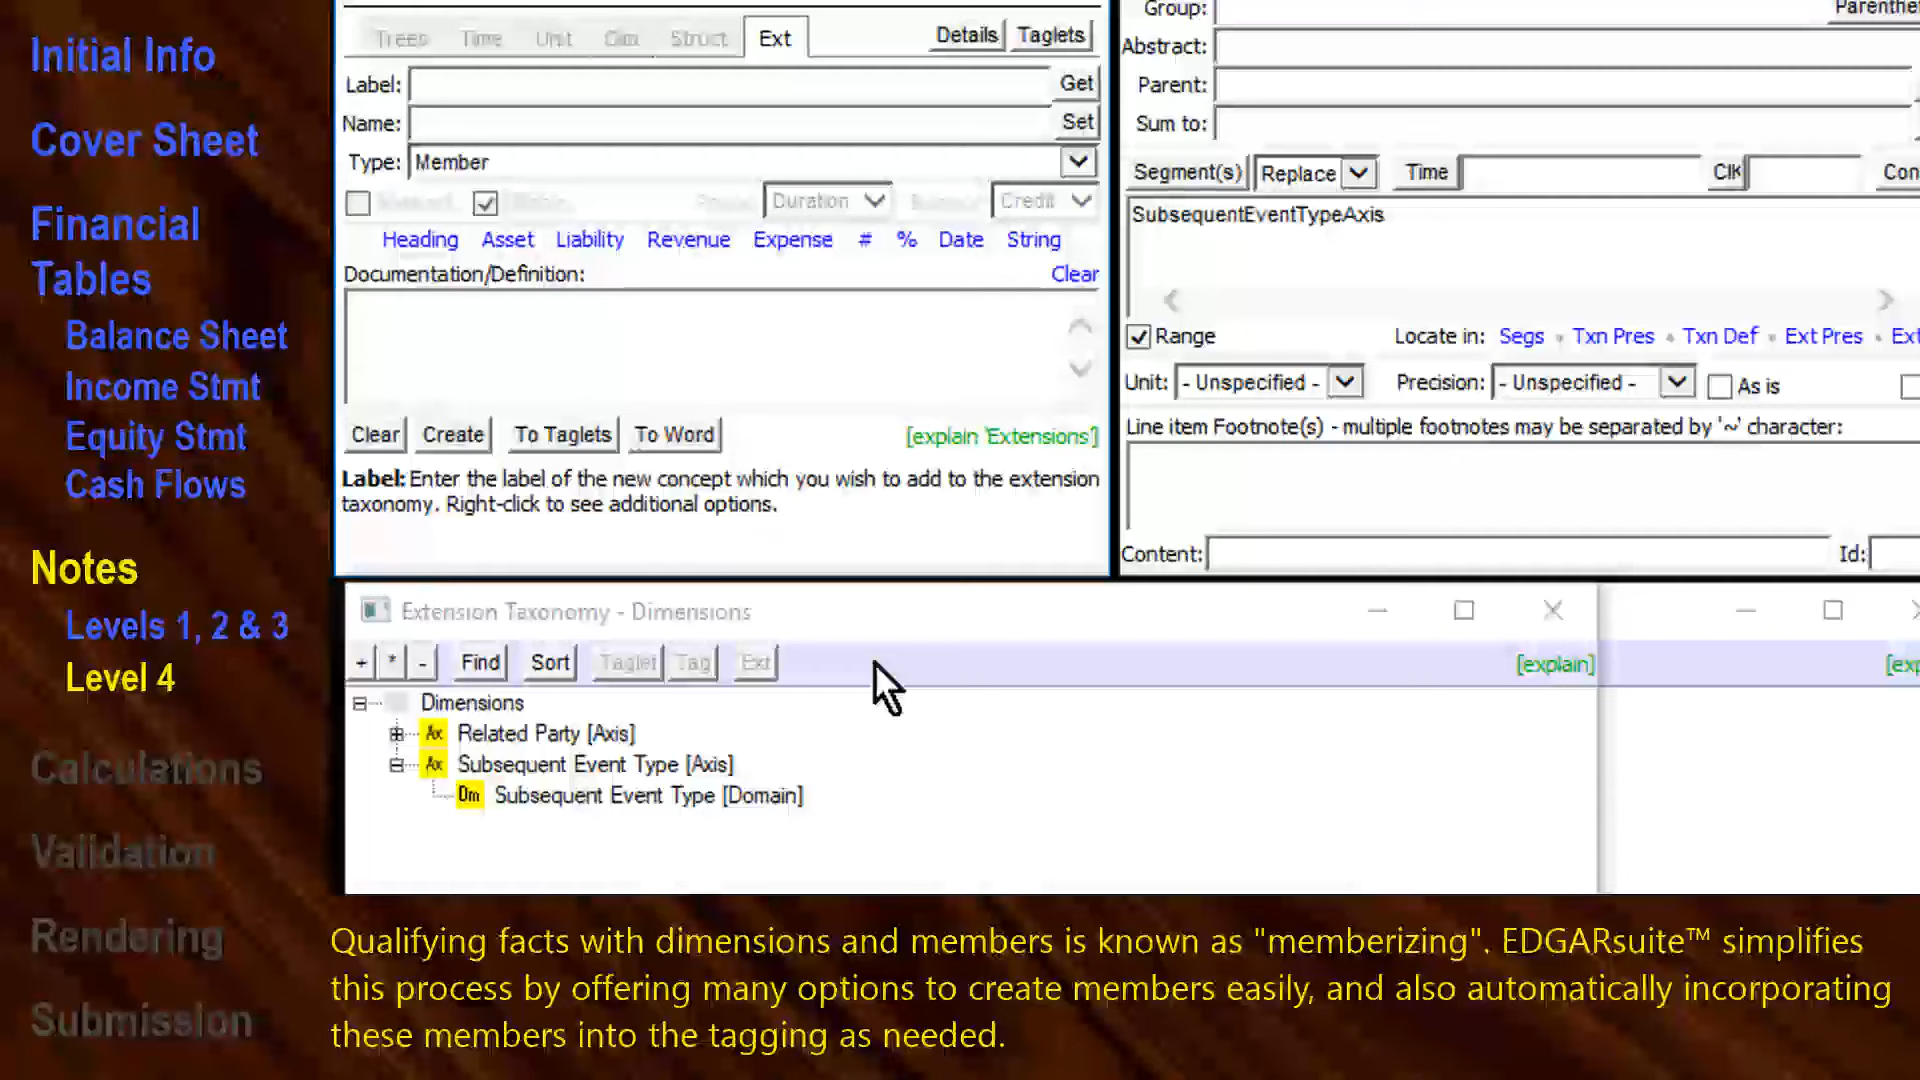 Initial Info
Cover Sheet
Financial
Tables
Balance Sheet
Income Stmt
Equity Stmt
Cash Flows
Notes
Levels 1, 2 & 3
Level 4
Calculations
Validation
Rendering
Submission
Trees Time Unit Dim Struct Ext Details Taglets
Label: Get
Name: Set
Type: Member
Duration Credit
Heading Asset Liability Revenue Expense # % Date String
Documentation/Definition: Clear
Clear Create To Taglets To Word [explain 'Extensions']
Label: Enter the label of the new concept which you wish to add to the extension
taxonomy. Right-click to see additional options.
Group:
Abstract:
Parent:
Sum to:
Segment(s) Replace Time Clk
SubsequentEventTypeAxis
Range Locate in: Segs Txn Pres Txn Def Ext Pres Ext
Unit: - Unspecified - Precision: - Unspecified - As is
Line item Footnote(s) - multiple footnotes may be separated by '~' character:
Content: Id:
Extension Taxonomy - Dimensions
+ * - Find Sort Taglet Tag Ext [explain]
Dimensions
Ax Related Party [Axis]
Ax Subsequent Event Type [Axis]
Dm Subsequent Event Type [Domain]
Qualifying facts with dimensions and members is known as "memberizing". EDGARsuite™ simplifies
this process by offering many options to create members easily, and also automatically incorporating
these members into the tagging as needed.